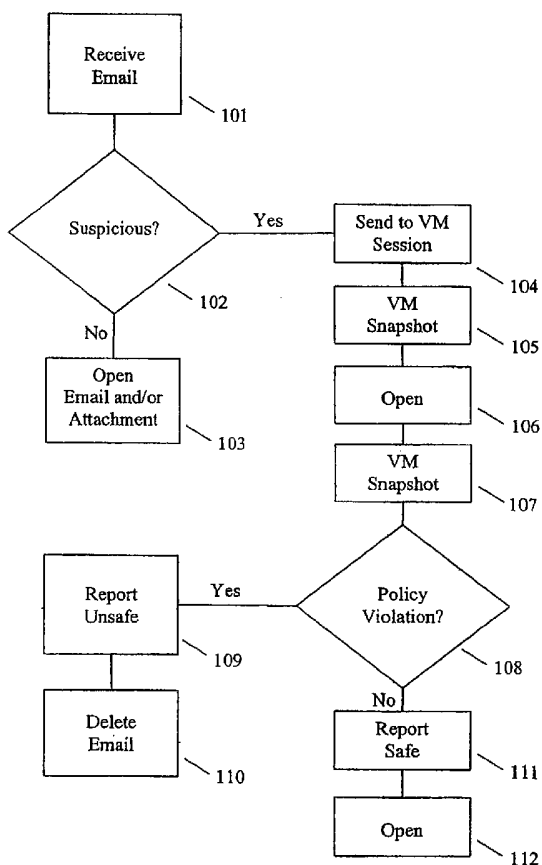 Receive
Email
101
Suspicious?
102
Yes
No
Open
Email and/or
Attachment
103
Send to VM
Session
104
VM
Snapshot
105
Open
106
VM
Snapshot
107
Policy
Violation?
108
Yes
Report
Unsafe
109
Delete
Email
110
No
Report
Safe
111
Open
112